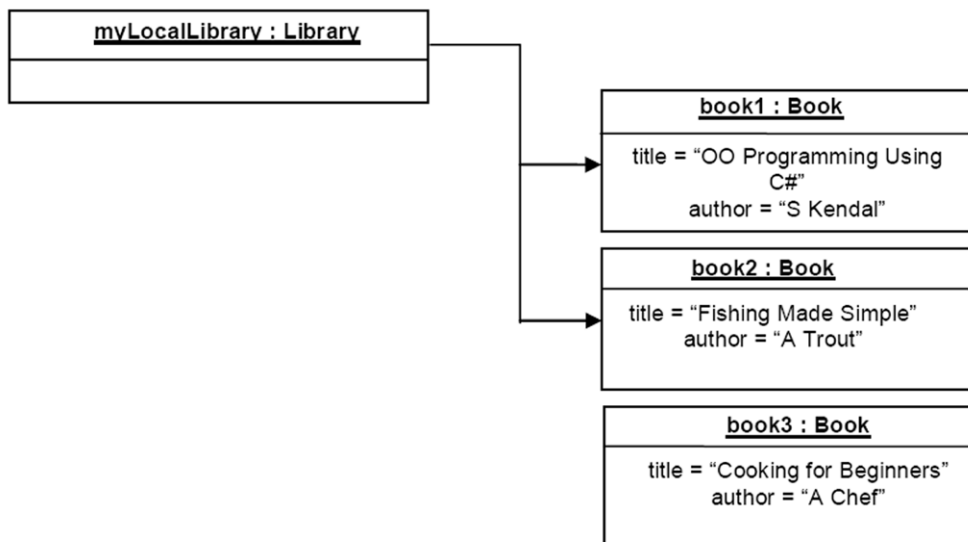 myLocalLibrary : Library
book1 : Book
title = “OO Programming Using
C#”
author = “S Kendal”
book2 : Book
title = “Fishing Made Simple”
author = “A Trout”
book3 : Book
title = “Cooking for Beginners”
author = “A Chef”